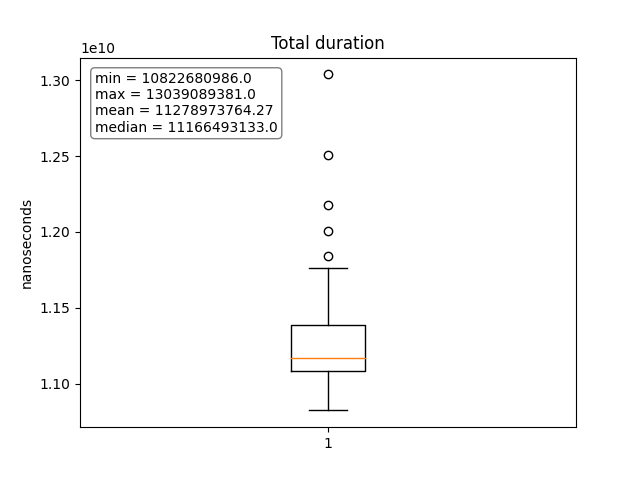 Total duration
1e10
min = 10822680986.0
max = 13039089381.0
mean = 11278973764.27
median = 11166493133.0
1.30
1.25
1.20
1.15
1.10
nanoseconds
1